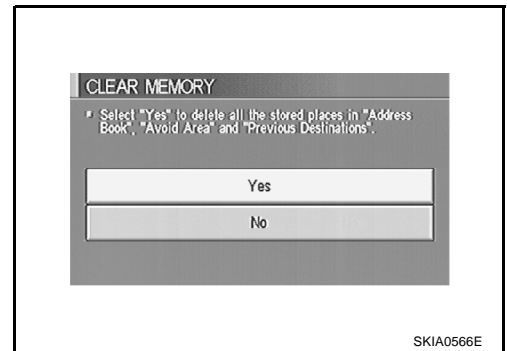 CLEAR MEMORY
Select "Yes" to delete all the stored places in "Address
Book", "Avoid Area" and "Previous Destinations".
Yes
No
SKIA0566E